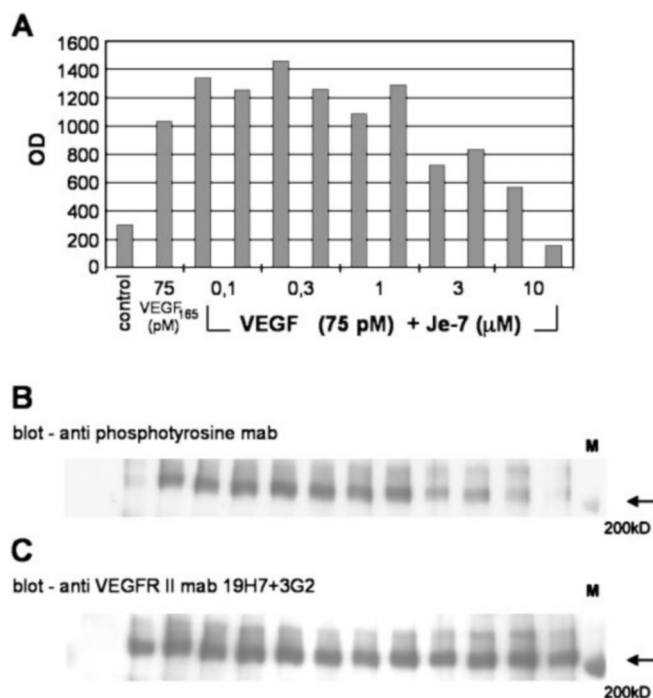 A
1600
1400
1200
1000
800
600
400
200
0
OD
control
75 0,1 0,3 1 3 10
VEGF165
(pM)
VEGF (75 pM) + Je-7 (µM)
B
blot - anti phosphotyrosine mab
M
200kD
C
blot - anti VEGFR II mab 19H7+3G2
M
200kD